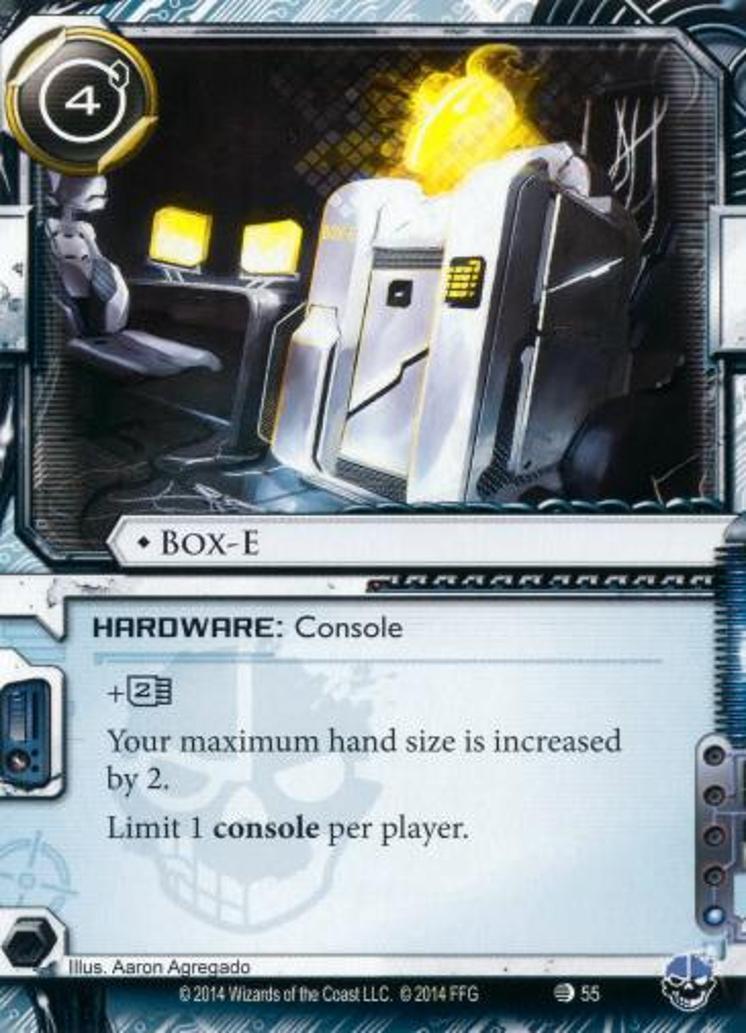 4
BOX-E
◆ Box-E
HARDWARE: Console
+2
Your maximum hand size is increased
by 2.
Limit 1 console per player.
Illus. Aaron Agregado
© 2014 Wizards of the Coast LLC. © 2014 FFG 55